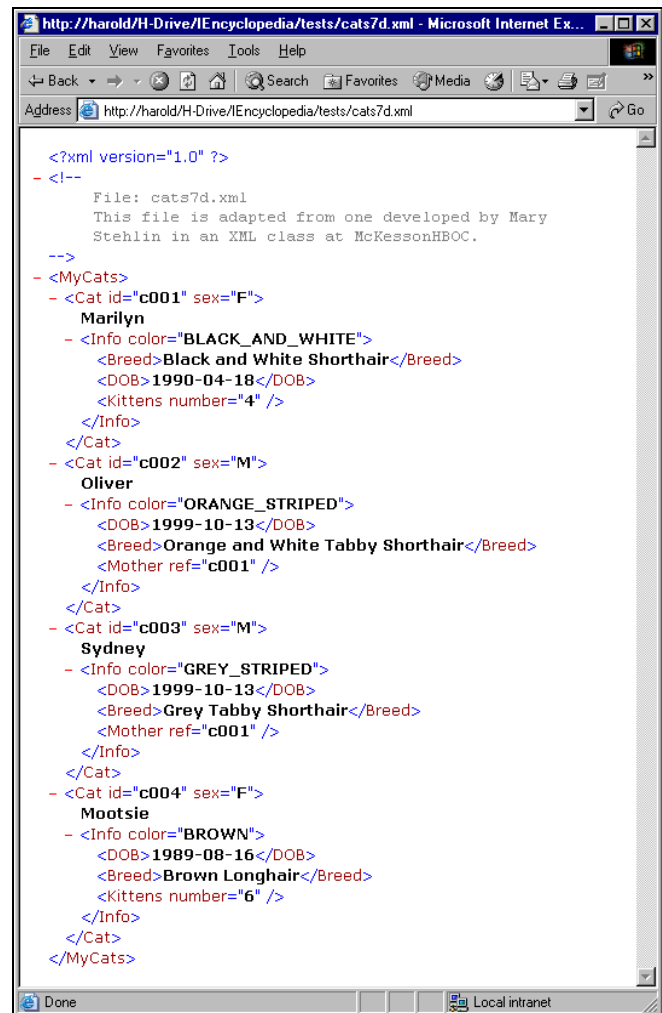 http://harold/H-Drive/IEncyclopedia/tests/cats7d.xml - Microsoft Internet Ex...
File Edit View Favorites Tools Help
Back Search Favorites Media »
Address http://harold/H-Drive/IEncyclopedia/tests/cats7d.xml Go
<?xml version="1.0" ?>
- <!--
File: cats7d.xml
This file is adapted from one developed by Mary
Stehlin in an XML class at McKessonHBOC.
-->
- <MyCats>
- <Cat id="c001" sex="F">
Marilyn
- <Info color="BLACK_AND_WHITE">
<Breed>Black and White Shorthair</Breed>
<DOB>1990-04-18</DOB>
<Kittens number="4" />
</Info>
</Cat>
- <Cat id="c002" sex="M">
Oliver
- <Info color="ORANGE_STRIPED">
<DOB>1999-10-13</DOB>
<Breed>Orange and White Tabby Shorthair</Breed>
<Mother ref="c001" />
</Info>
</Cat>
- <Cat id="c003" sex="M">
Sydney
- <Info color="GREY_STRIPED">
<DOB>1999-10-13</DOB>
<Breed>Grey Tabby Shorthair</Breed>
<Mother ref="c001" />
</Info>
</Cat>
- <Cat id="c004" sex="F">
Mootsie
- <Info color="BROWN">
<DOB>1989-08-16</DOB>
<Breed>Brown Longhair</Breed>
<Kittens number="6" />
</Info>
</Cat>
</MyCats>
Done Local intranet